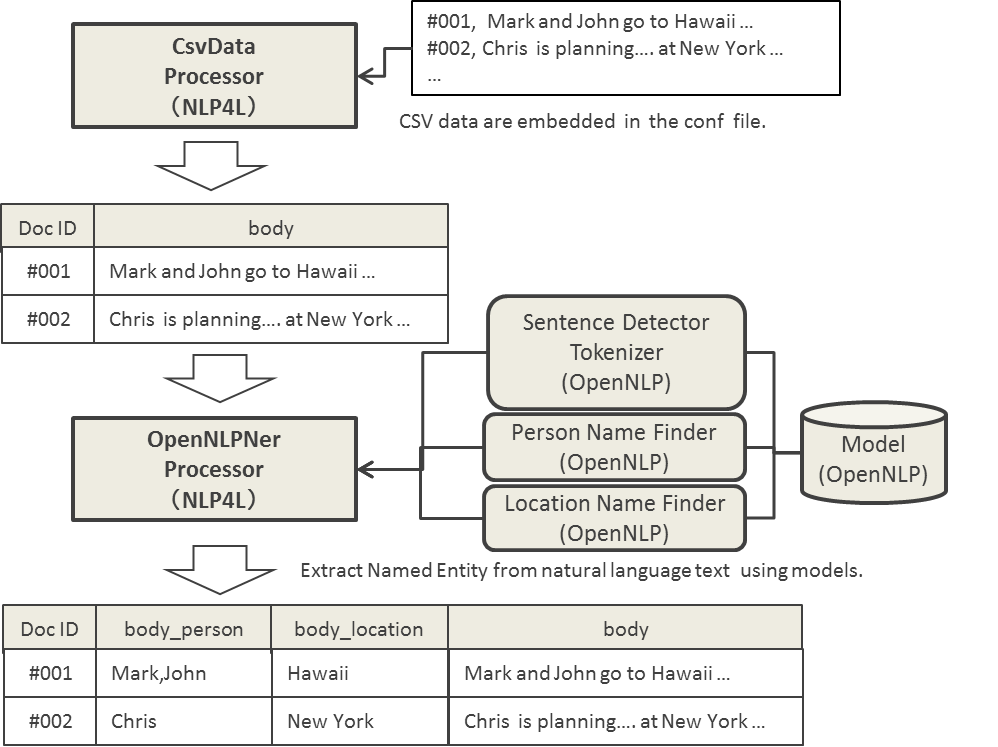 CsvData
Processor
（NLP4L）
#001,  Mark and John go to Hawaii ...
#002, Chris is planning.... at New York ...
...
CSV data are embedded in the conf file.
Doc ID body
#001 Mark and John go to Hawaii ...
#002 Chris is planning.... at New York ...
Sentence Detector
Tokenizer
(OpenNLP)
Person Name Finder
(OpenNLP)
Location Name Finder
(OpenNLP)
Model
(OpenNLP)
OpenNLPNer
Processor
（NLP4L）
Extract Named Entity from natural language text using models.
Doc ID body_person body_location body
#001 Mark,John Hawaii Mark and John go to Hawaii ...
#002 Chris New York Chris is planning.... at New York ...